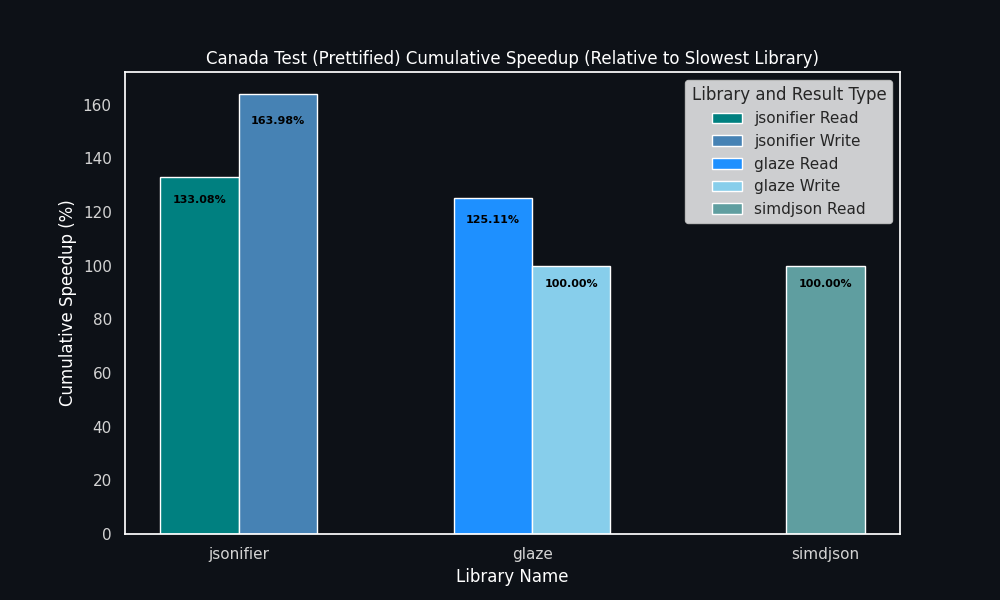 Canada Test (Prettified) Cumulative Speedup (Relative to Slowest Library)
Library and Result Type
jsonifier Read
jsonifier Write
glaze Read
glaze Write
simdjson Read
Cumulative Speedup (%)
160
140
120
100
80
60
40
20
0
133.08%
163.98%
125.11%
100.00%
100.00%
jsonifier
glaze
simdjson
Library Name